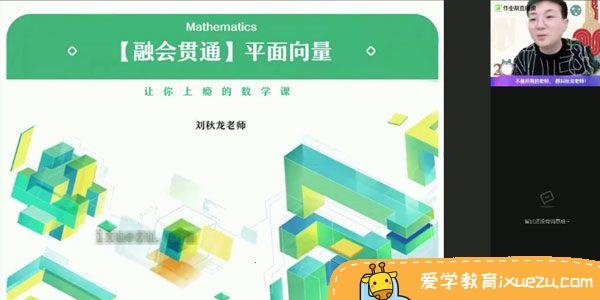 Mathematics
【融会贯通】平面向量
让你上瘾的数学课
刘秋龙老师
作业帮直播课
爱学教育ixuezu.com